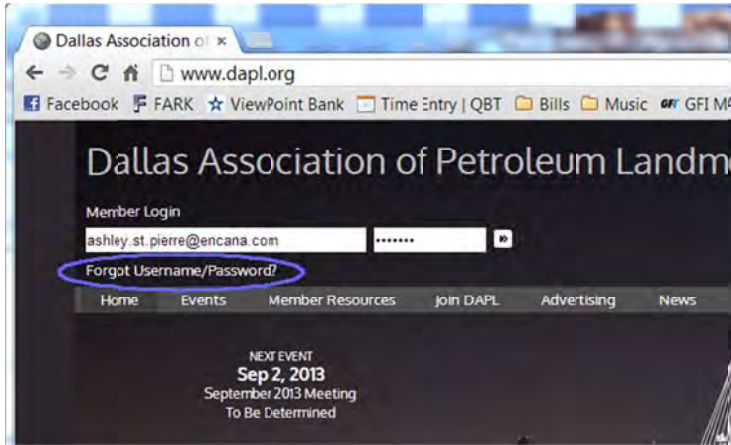 Dallas Association o
www.dapl.org
Facebook FARK ViewPoint Bank Time Entry | QBT Bills Music GFI
Dallas Association of Petroleum Landm
Member Login
ashley.st.pierre@encana.com •••••••
Forgot Username/Password?
Home Events Member Resources Join DAPL Advertising News
NEXT EVENT
Sep 2, 2013
September 2013 Meeting
To Be Determined